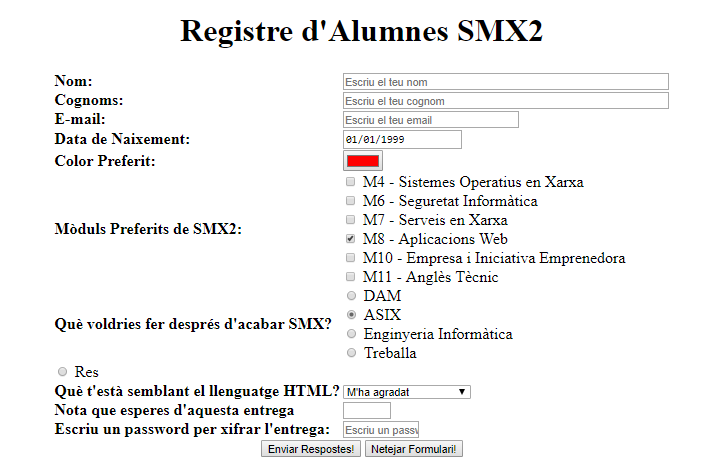 Registre d'Alumnes SMX2
Nom: Escriu el teu nom
Cognoms: Escriu el teu cognom
E-mail: Escriu el teu email
Data de Naixement: 01/01/1999
Color Preferit:
M4 - Sistemes Operatius en Xarxa
M6 - Seguretat Informàtica
M7 - Serveis en Xarxa
Mòduls Preferits de SMX2:
M8 - Aplicacions Web
M10 - Empresa i Iniciativa Emprenedora
M11 - Anglès Tècnic
DAM
ASIX
Què voldries fer després d'acabar SMX?
Enginyeria Informàtica
Treballa
Res
Què t'està semblant el llenguatge HTML? M'ha agradat
Nota que esperes d'aquesta entrega
Escriu un password per xifrar l'entrega: Escriu un passw
Enviar Respostes! Netejar Formulari!